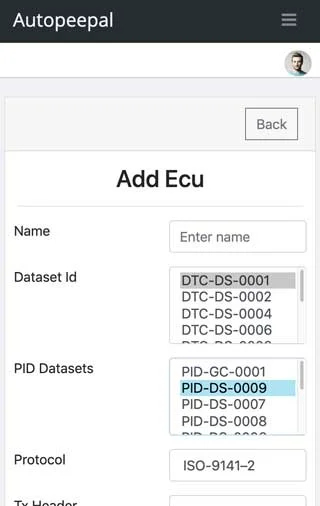 Autopeepal
Back
Add Ecu
Name
Enter name
Dataset Id
DTC-DS-0001
DTC-DS-0002
DTC-DS-0004
DTC-DS-0006
PID Datasets
PID-GC-0001
PID-DS-0009
PID-DS-0007
PID-DS-0008
Protocol
ISO-9141–2
Tx Header